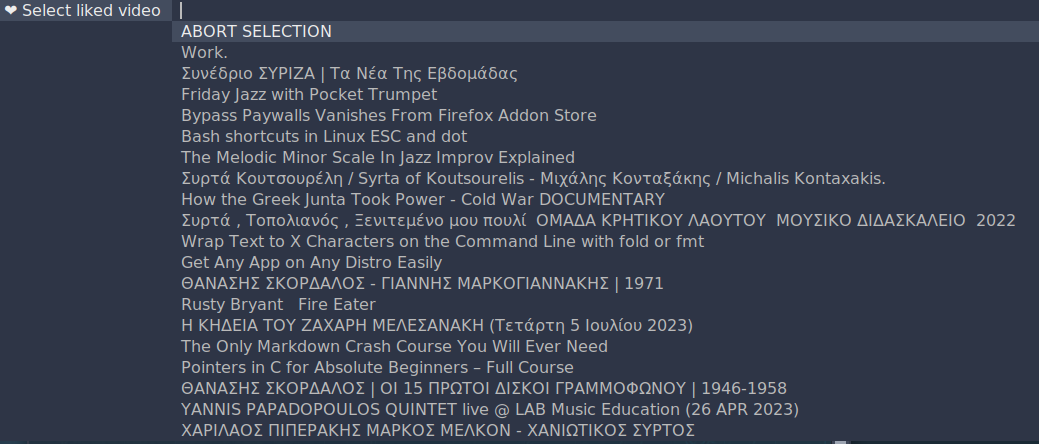 ❤ Select liked video
ABORT SELECTION
Work.
Συνέδριο ΣΥΡΙΖΑ | Τα Νέα Της Εβδομάδας
Friday Jazz with Pocket Trumpet
Bypass Paywalls Vanishes From Firefox Addon Store
Bash shortcuts in Linux ESC and dot
The Melodic Minor Scale In Jazz Improv Explained
Συρτά Κουτσουρέλη / Syrta of Koutsourelis - Μιχάλης Κονταξάκης / Michalis Kontaxakis.
How the Greek Junta Took Power - Cold War DOCUMENTARY
Συρτά , Τοπολιανός , Ξενιτεμένο μου πουλί  ΟΜΑΔΑ ΚΡΗΤΙΚΟΥ ΛΑΟΥΤΟΥ  ΜΟΥΣΙΚΟ ΔΙΔΑΣΚΑΛΕΙΟ  2022
Wrap Text to X Characters on the Command Line with fold or fmt
Get Any App on Any Distro Easily
ΘΑΝΑΣΗΣ ΣΚΟΡΔΑΛΟΣ - ΓΙΑΝΝΗΣ ΜΑΡΚΟΓΙΑΝΝΑΚΗΣ | 1971
Rusty Bryant   Fire Eater
Η ΚΗΔΕΙΑ ΤΟΥ ΖΑΧΑΡΗ ΜΕΛΕΣΑΝΑΚΗ (Τετάρτη 5 Ιουλίου 2023)
The Only Markdown Crash Course You Will Ever Need
Pointers in C for Absolute Beginners – Full Course
ΘΑΝΑΣΗΣ ΣΚΟΡΔΑΛΟΣ | ΟΙ 15 ΠΡΩΤΟΙ ΔΙΣΚΟΙ ΓΡΑΜΜΟΦΩΝΟΥ | 1946-1958
YANNIS PAPADOPOULOS QUINTET live @ LAB Music Education (26 APR 2023)
ΧΑΡΙΛΑΟΣ ΠΙΠΕΡΑΚΗΣ ΜΑΡΚΟΣ ΜΕΛΚΟΝ - ΧΑΝΙΩΤΙΚΟΣ ΣΥΡΤΟΣ